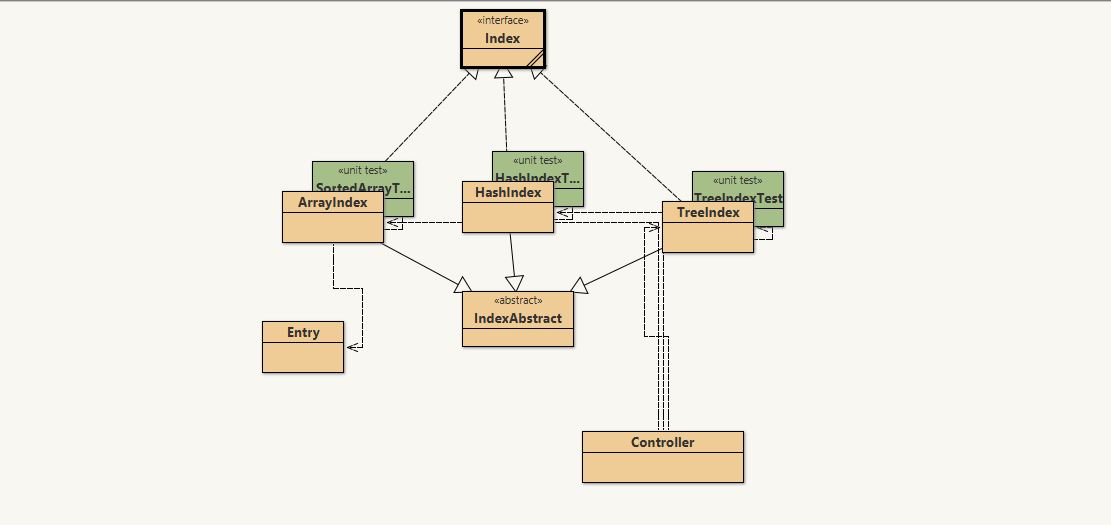 «interface»
Index
«unit test»
SortedArrayT...
ArrayIndex
«unit test»
HashIndexT...
HashIndex
«unit test»
TreeIndexTest
TreeIndex
«abstract»
IndexAbstract
Entry
Controller